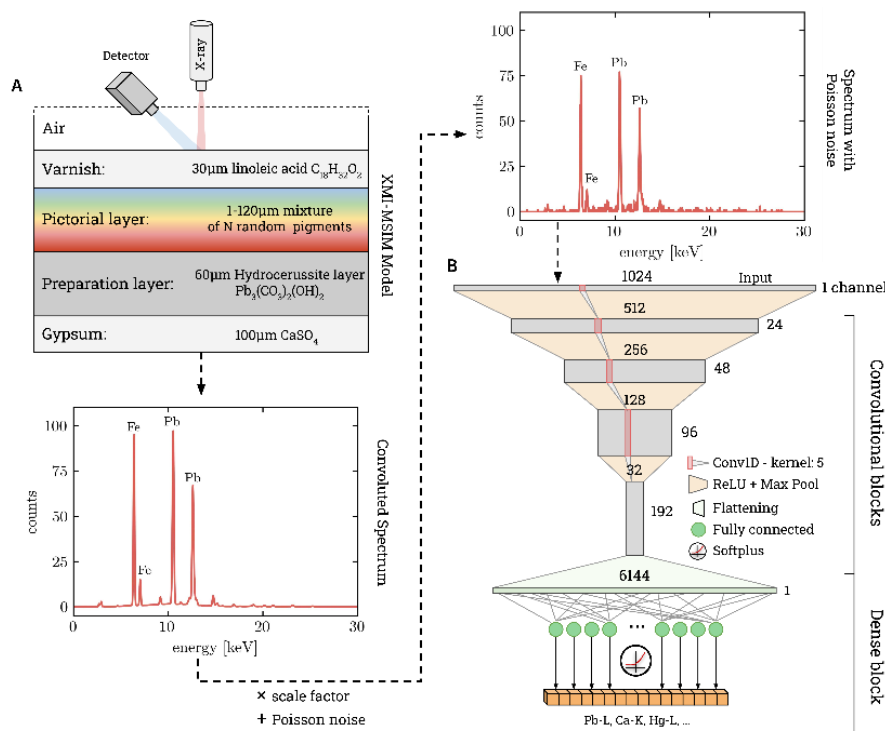 A
Detector
X-ray
Air
Varnish: 30μm linoleic acid C₁₈H₃₂O₂
Pictorial layer: 1-120μm mixture
of N random pigments
Preparation layer: 60μm Hydrocerussite layer
Pb₃(CO₃)₂(OH)₂
Gypsum: 100μm CaSO₄
XMI-MSIM Model
100
75
50
25
0
counts
Fe
Pb
Pb
Fe
0
10
20
30
energy [keV]
Convoluted Spectrum
× scale factor
+ Poisson noise
100
75
50
25
0
counts
Fe
Pb
Pb
Fe
0
10
20
30
energy [keV]
Spectrum with
Poisson noise
B
1024
Input
1 channel
512
24
256
48
128
96
32
192
Conv1D - kernel: 5
ReLU + Max Pool
Flattening
Fully connected
Softplus
6144
1
...
Pb-L, Ca-K, Hg-L, ...
Convolutional blocks
Dense block